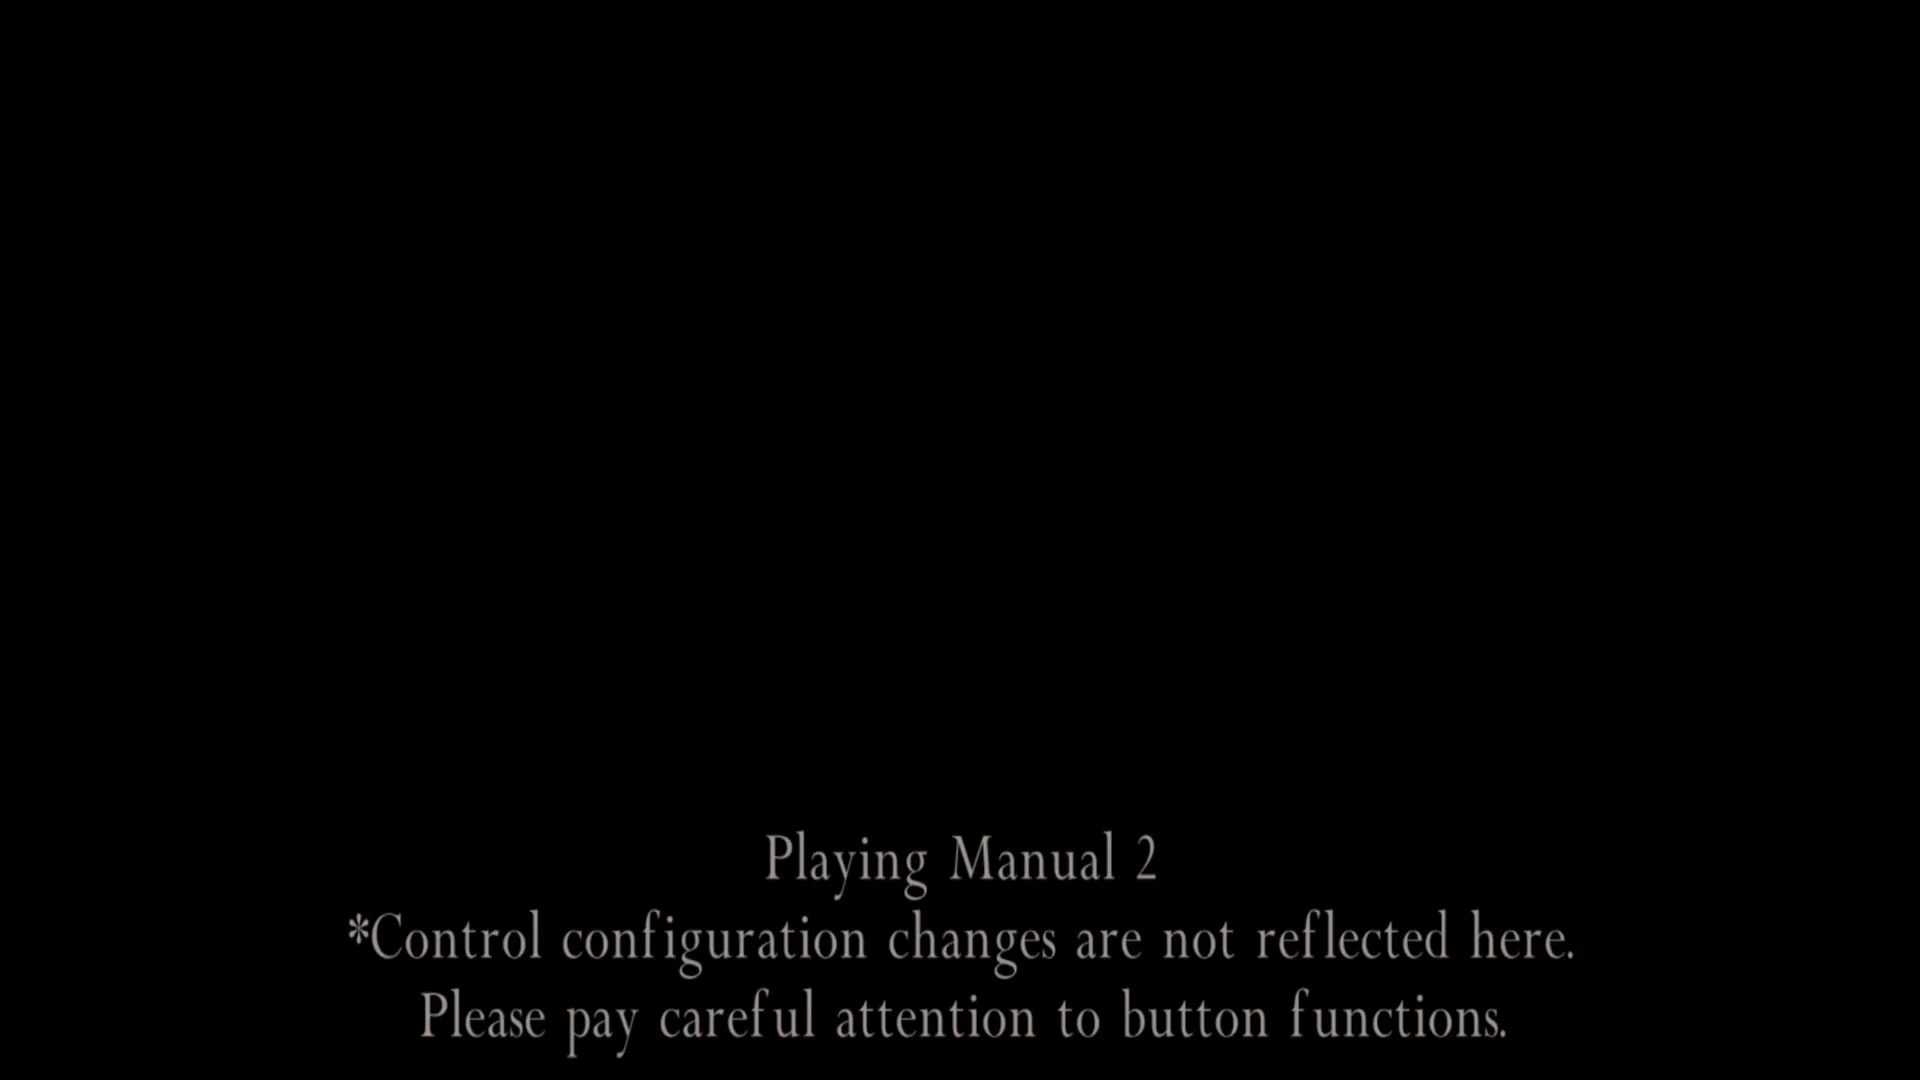 Playing Manual 2
*Control configuration changes are not reflected here.
Please pay careful attention to button functions.